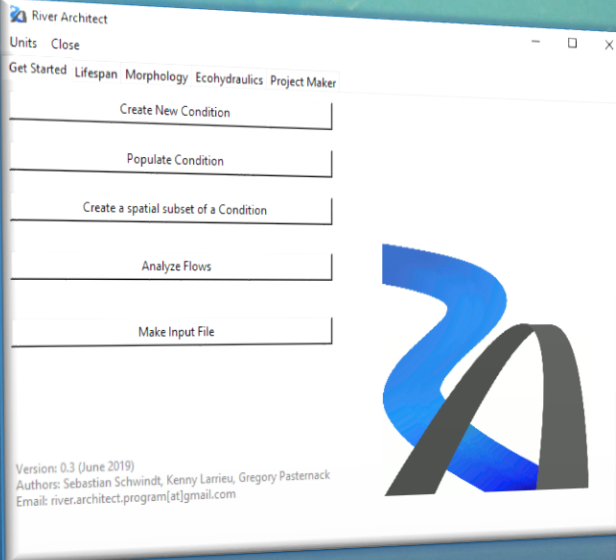 River Architect
Units Close
Get Started Lifespan Morphology Ecohydraulics Project Maker
Create New Condition
Populate Condition
Create a spatial subset of a Condition
Analyze Flows
Make Input File
Version: 0.3 (June 2019)
Authors: Sebastian Schwindt, Kenny Larrieu, Gregory Pasternack
Email: river.architect.program[at]gmail.com